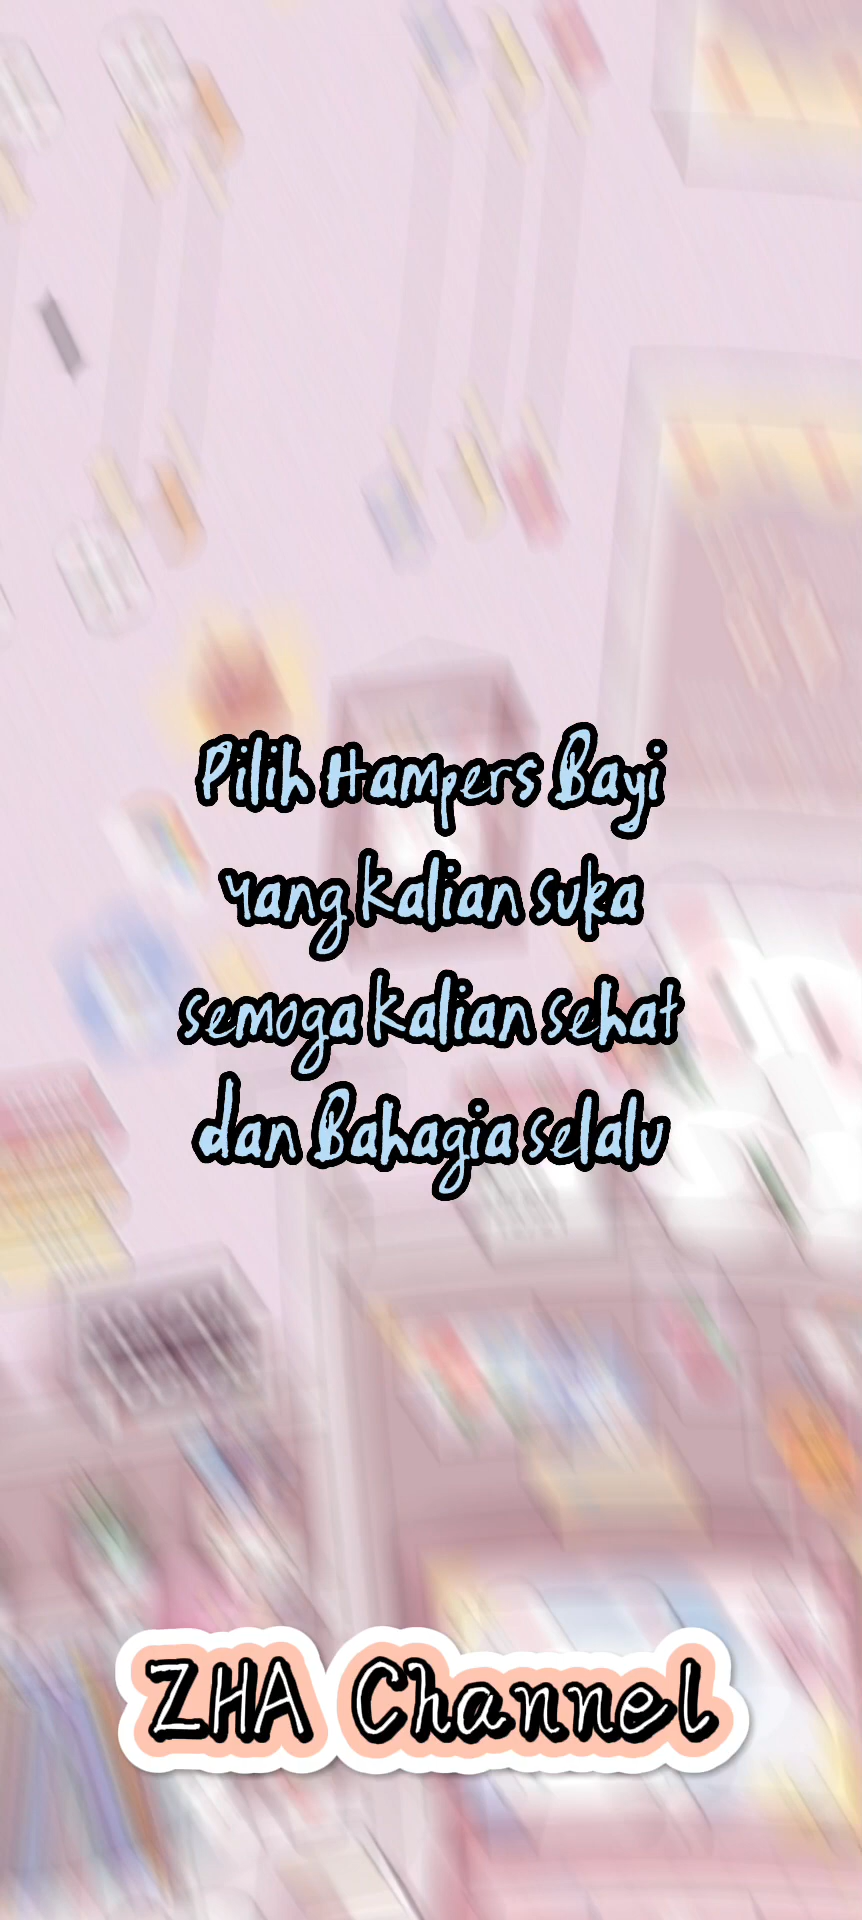 Pilih Hampers Bayi
yang kalian suka
semoga kalian sehat
dan Bahagia selalu
ZHA Channel